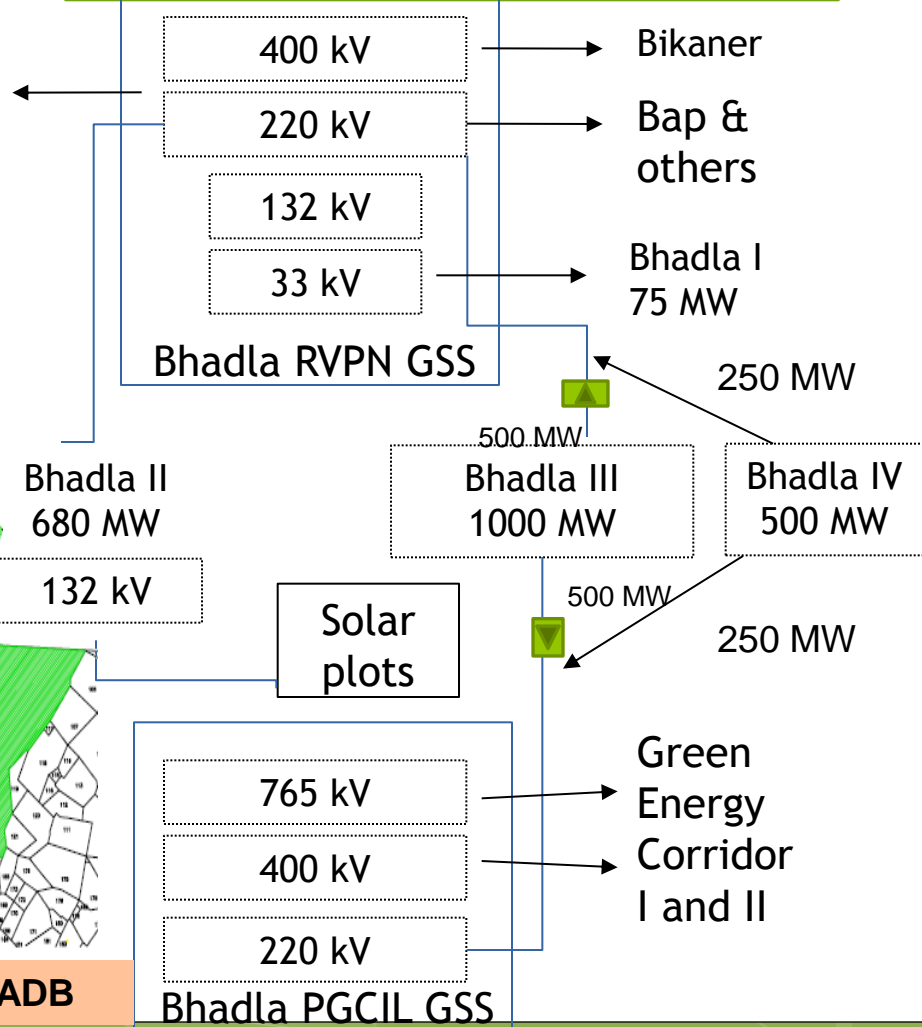 400 kV
Bikaner
220 kV
Bap &
others
132 kV
33 kV
Bhadla I
75 MW
Bhadla RVPN GSS
250 MW
500 MW
Bhadla II
680 MW
Bhadla III
1000 MW
Bhadla IV
500 MW
132 kV
500 MW
Solar
plots
250 MW
765 kV
Green
Energy
Corridor
I and II
400 kV
220 kV
ADB
Bhadla PGCIL GSS